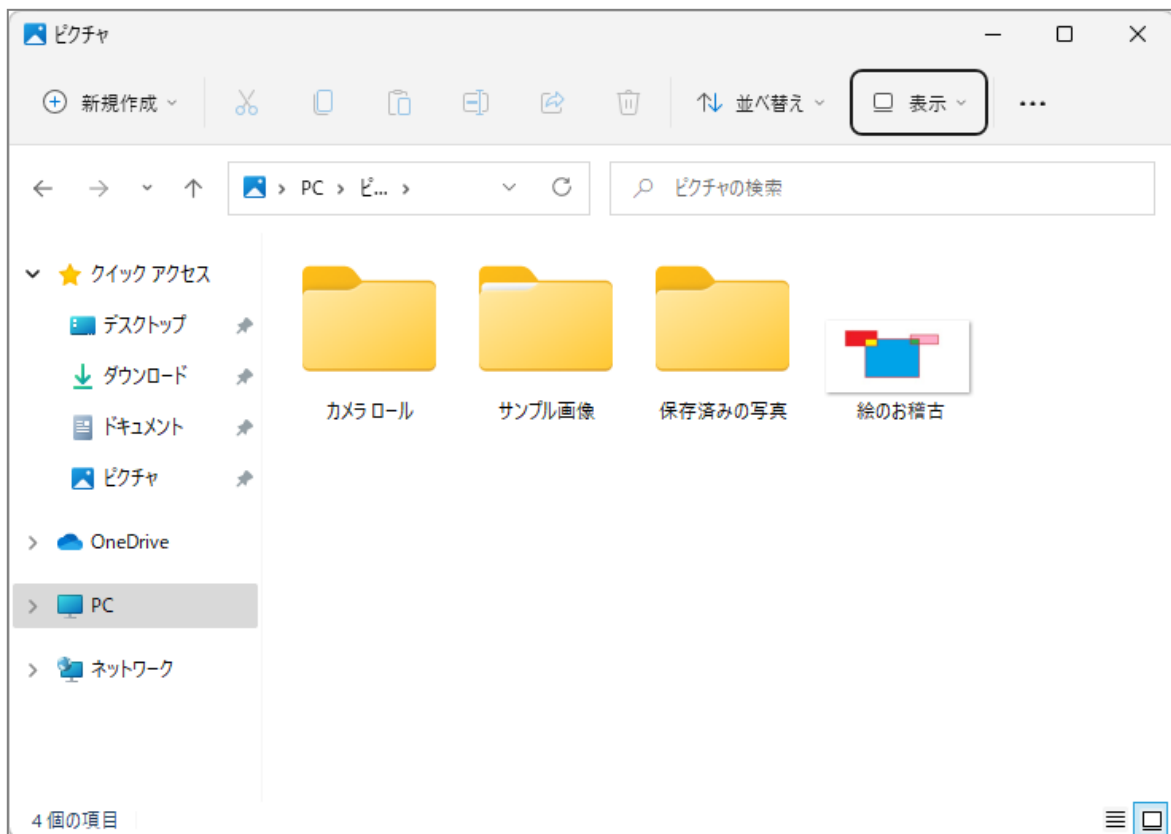 ピクチャ
新規作成
並べ替え
表示
PC
ピ...
ピクチャの検索
クイック アクセス
デスクトップ
ダウンロード
ドキュメント
ピクチャ
OneDrive
PC
ネットワーク
カメラ ロール
サンプル画像
保存済みの写真
絵のお稽古
4 個の項目